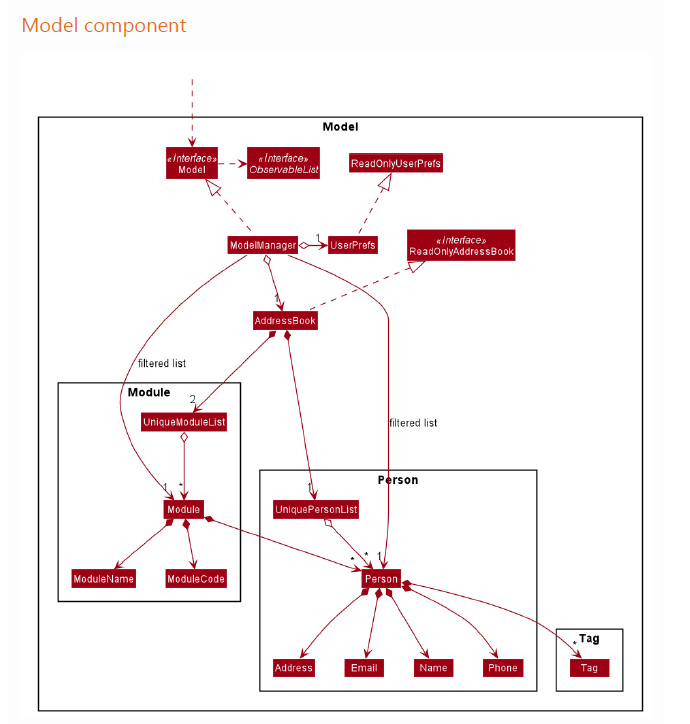 Model component
Model
«Interface»
Model
«Interface»
ObservableList
ReadOnlyUserPrefs
ModelManager
1
UserPrefs
«Interface»
ReadOnlyAddressBook
1
AddressBook
filtered list
Module
2
UniqueModuleList
filtered list
Person
1
*
1
Module
UniquePersonList
*
*
1
ModuleName
ModuleCode
Person
Tag
*
Address
Email
Name
Phone
Tag